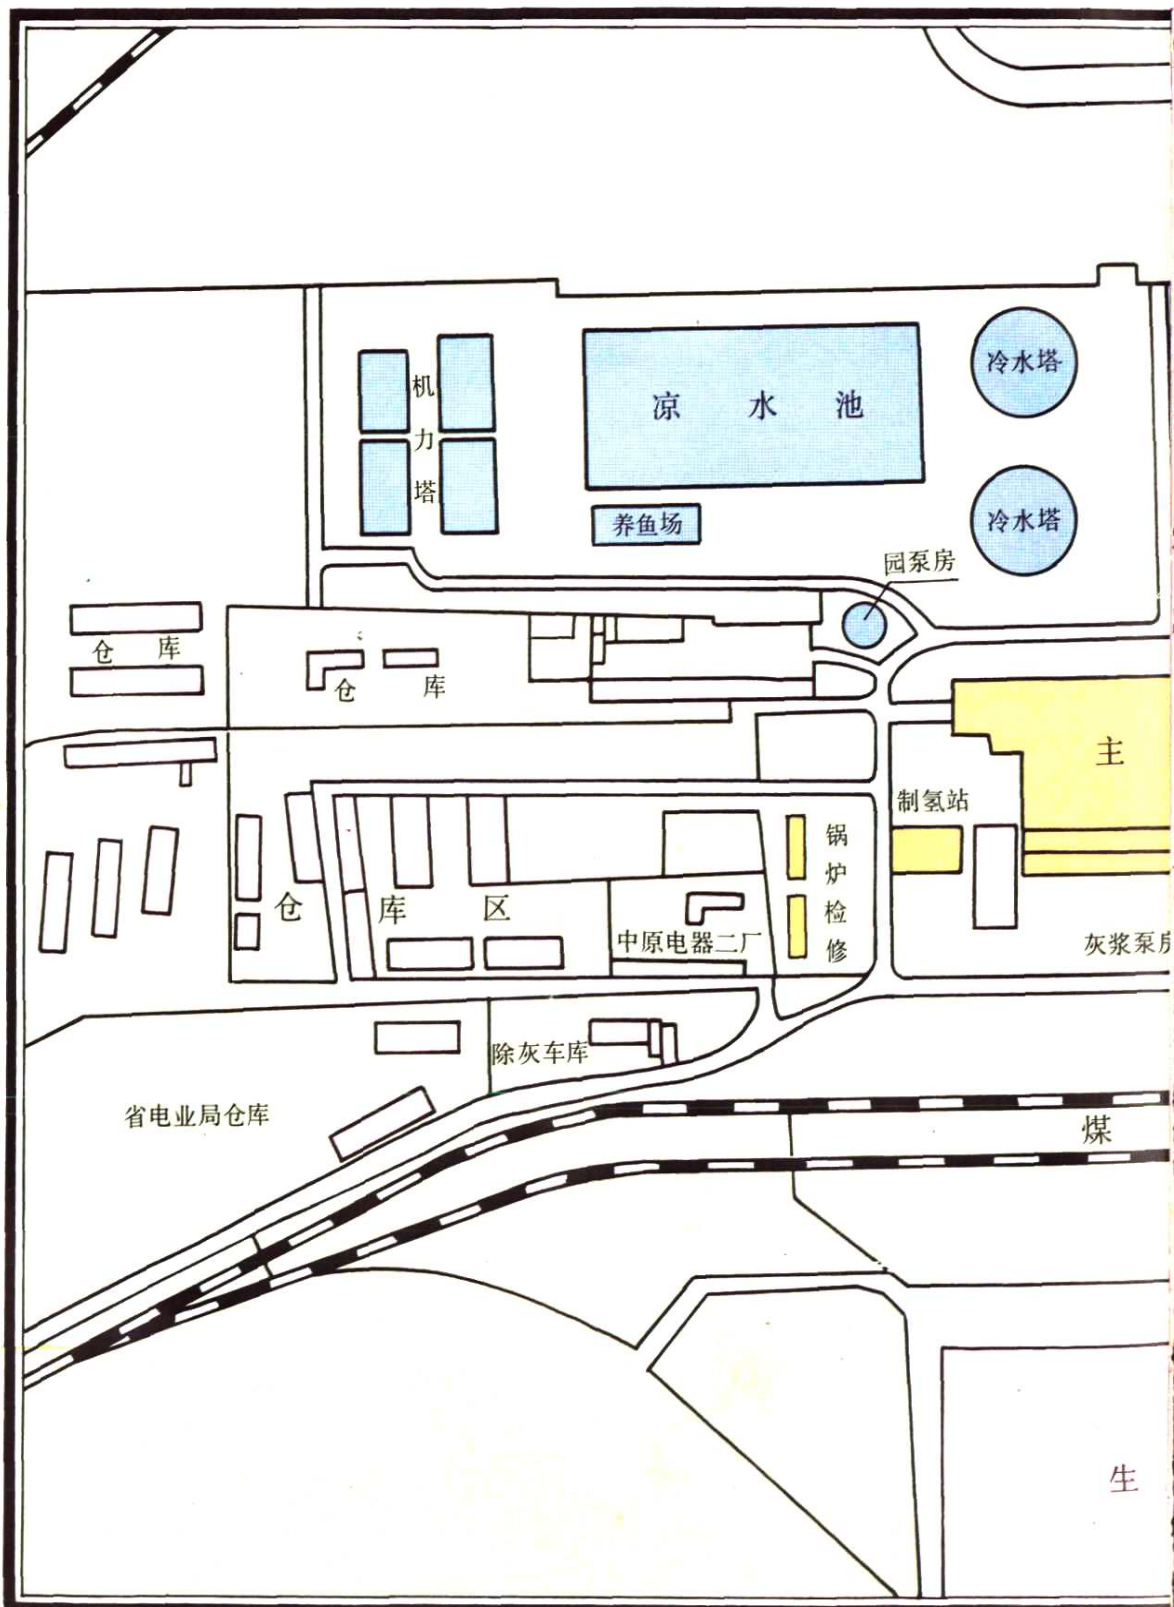 机力塔
凉水池
冷水塔
养鱼场
冷水塔
园泵房
仓库
仓库
主
制氢站
锅炉检修
仓库区
中原电器二厂
灰浆泵房
除灰车库
省电业局仓库
煤
生